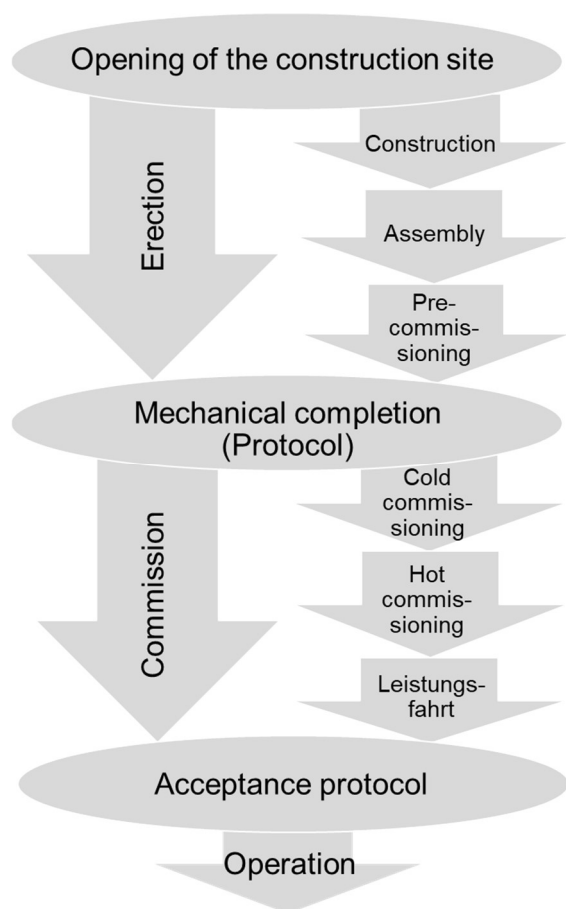 Opening of the construction site
Erection
Construction
Assembly
Pre-
commis-
sioning
Mechanical completion
(Protocol)
Commission
Cold
commis-
sioning
Hot
commis-
sioning
Leistungs-
fahrt
Acceptance protocol
Operation